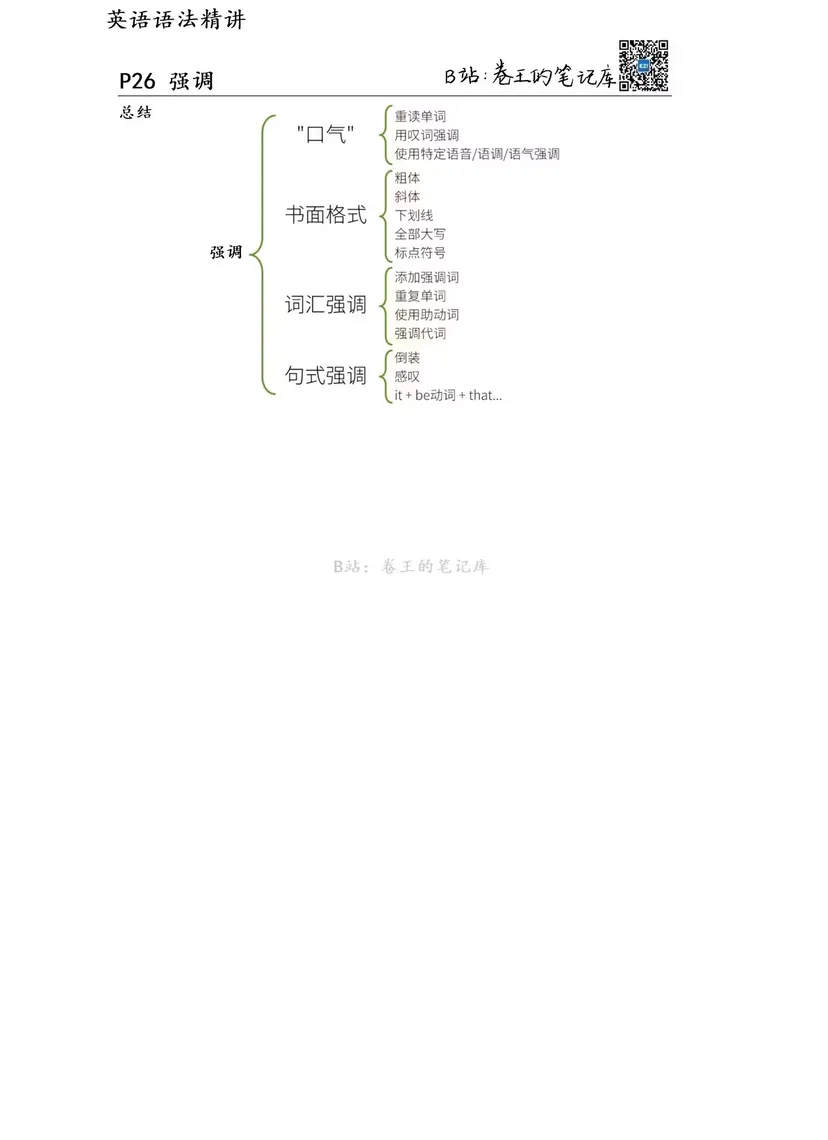 英语语法精讲
P26 强调
B站:卷王的笔记库
总结
强调
"口气"
重读单词
用叹词强调
使用特定语音/语调/语气强调
书面格式
粗体
斜体
下划线
全部大写
标点符号
词汇强调
添加强调词
重复单词
使用助动词
强调代词
句式强调
倒装
感叹
it + be动词 + that...
B站：卷王的笔记库